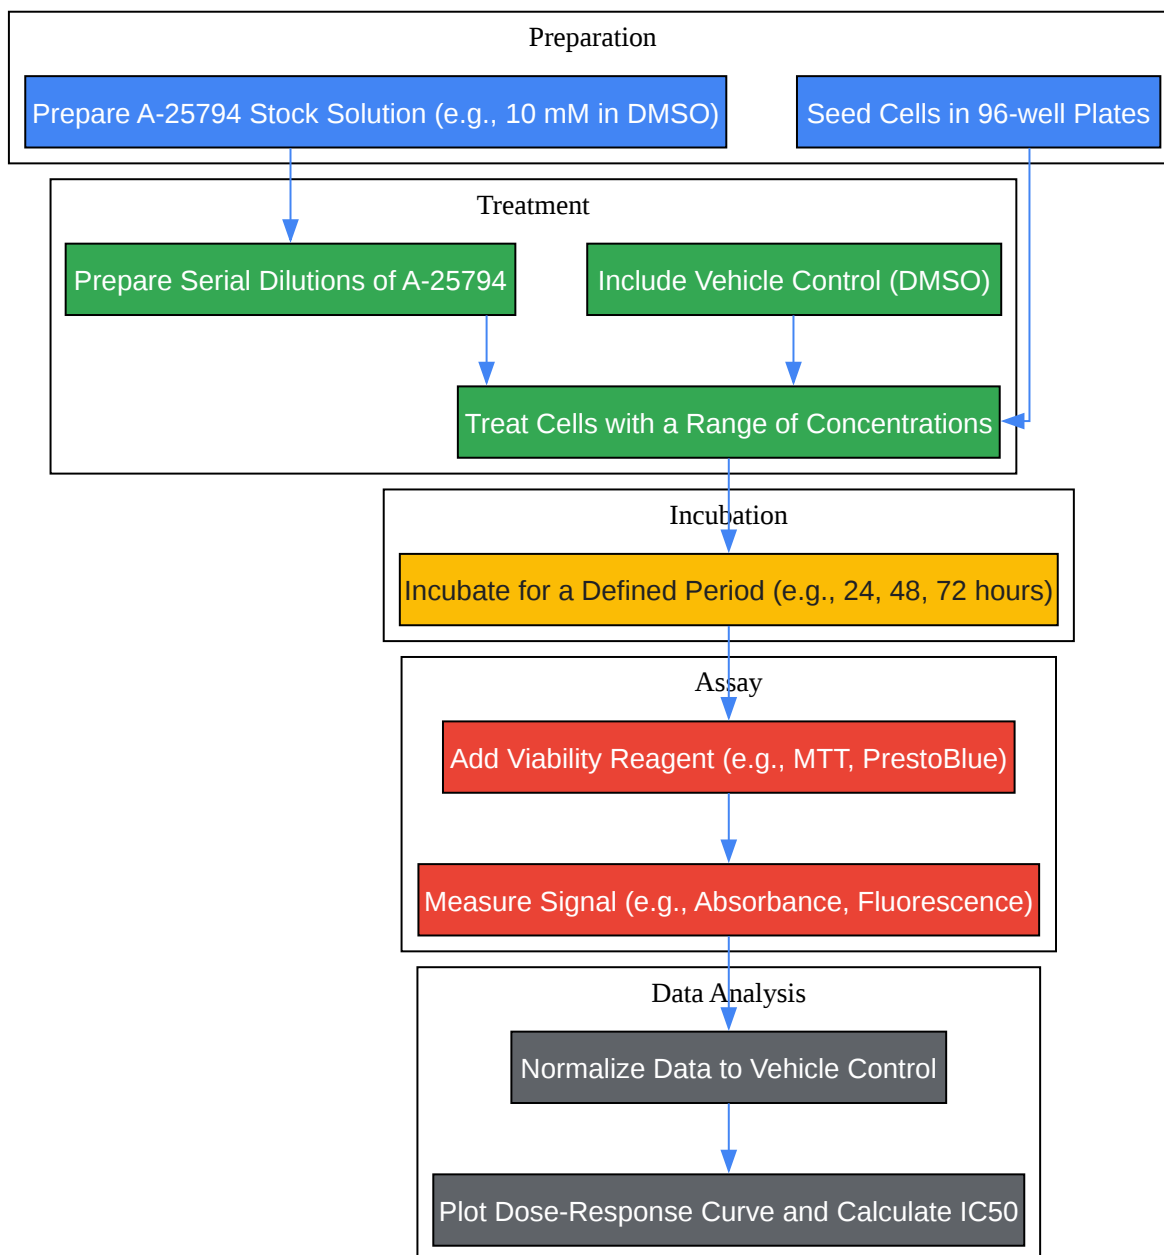 Preparation
Prepare A-25794 Stock Solution (e.g., 10 mM in DMSO)
Seed Cells in 96-well Plates
Treatment
Prepare Serial Dilutions of A-25794
Include Vehicle Control (DMSO)
Treat Cells with a Range of Concentrations
Incubation
Incubate for a Defined Period (e.g., 24, 48, 72 hours)
Assay
Add Viability Reagent (e.g., MTT, PrestoBlue)
Measure Signal (e.g., Absorbance, Fluorescence)
Data Analysis
Normalize Data to Vehicle Control
Plot Dose-Response Curve and Calculate IC50